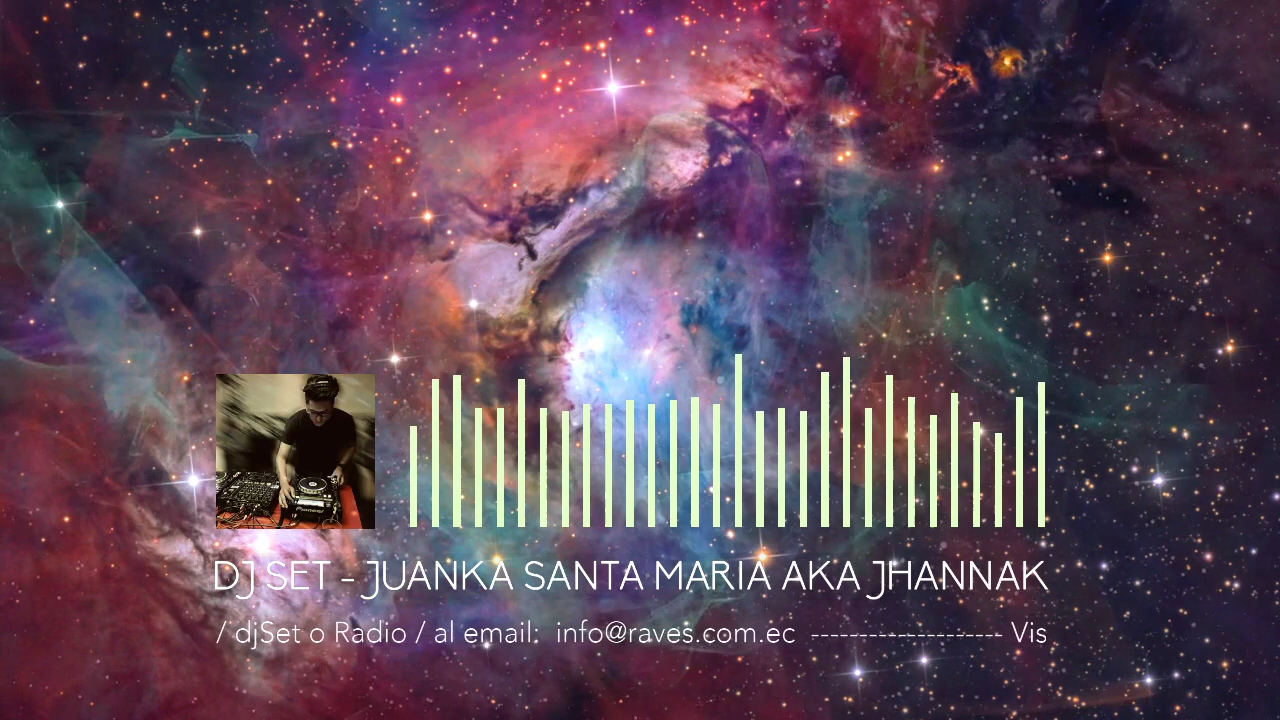 DJ SET - JUANKA SANTA MARIA AKA JHANNAK
/ djSet o Radio / al email: info@raves.com.ec -------------------- Vis